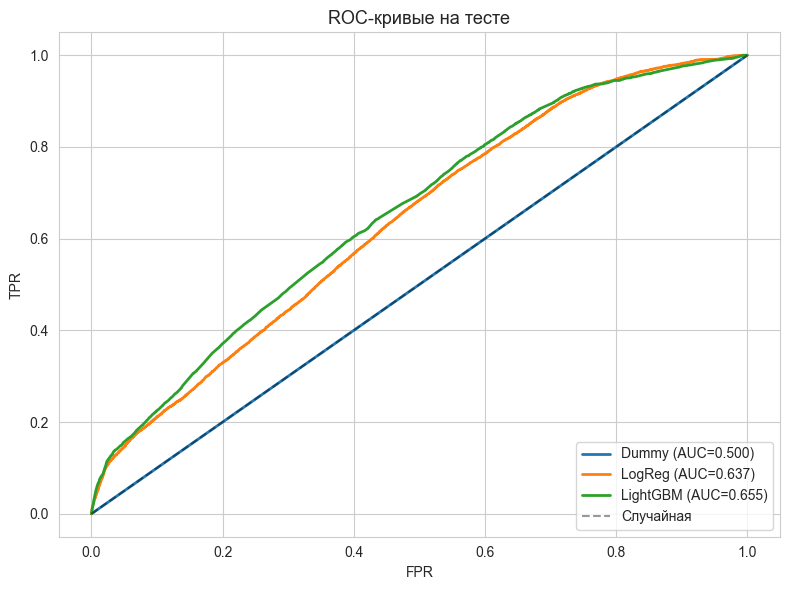 ROC-кривые на тесте
1.0
0.8
0.6
0.4
0.2
0.0
TPR
0.0 0.2 0.4 0.6 0.8 1.0
FPR
Dummy (AUC=0.500)
LogReg (AUC=0.637)
LightGBM (AUC=0.655)
Случайная